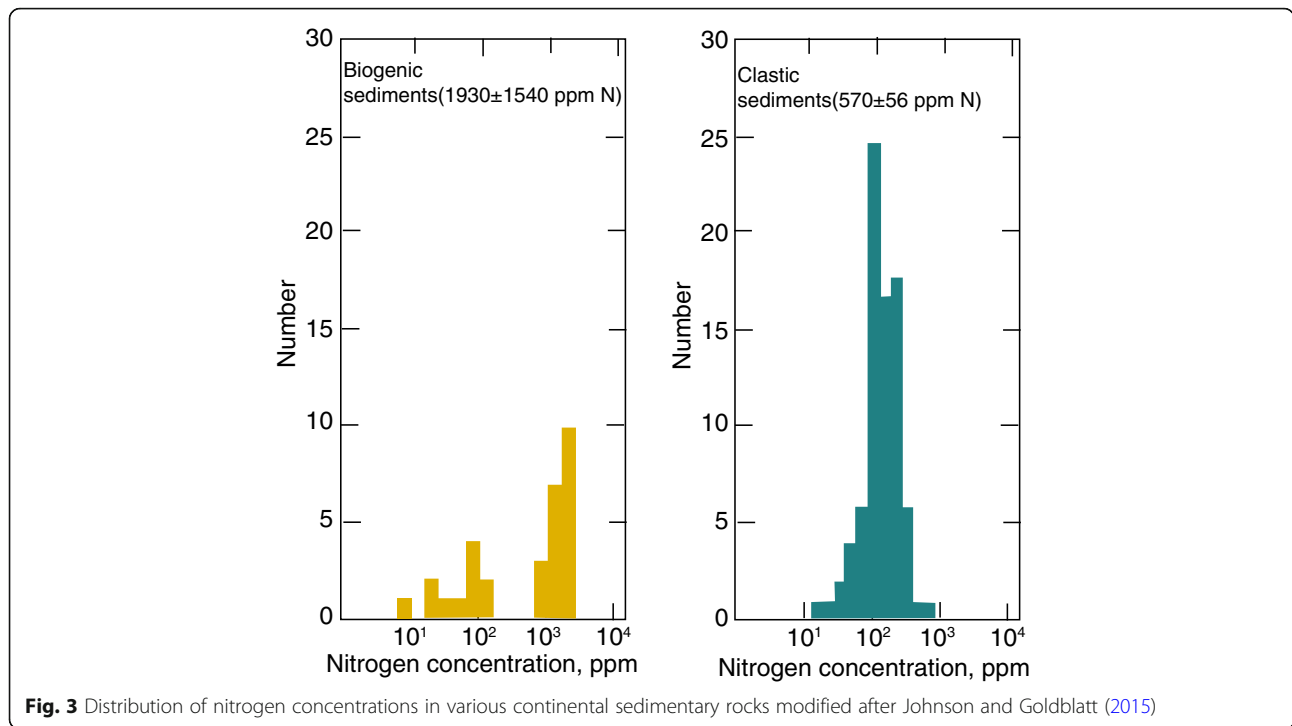 30
25
20
15
10
5
0
Number
Biogenic
sediments(1930±1540 ppm N)
10¹ 10² 10³ 10⁴
Nitrogen concentration, ppm
30
25
20
15
10
5
0
Number
Clastic
sediments(570±56 ppm N)
10¹ 10² 10³ 10⁴
Nitrogen concentration, ppm
Fig. 3 Distribution of nitrogen concentrations in various continental sedimentary rocks modified after Johnson and Goldblatt (2015)